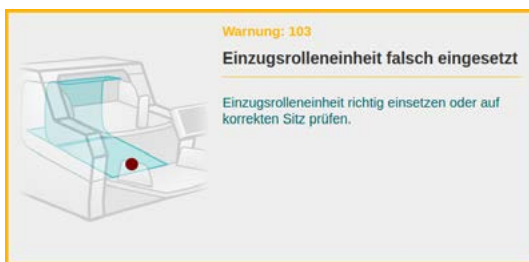 Warnung: 103
Einzugsrolleneinheit falsch eingesetzt
Einzugsrolleneinheit richtig einsetzen oder auf
korrekten Sitz prüfen.